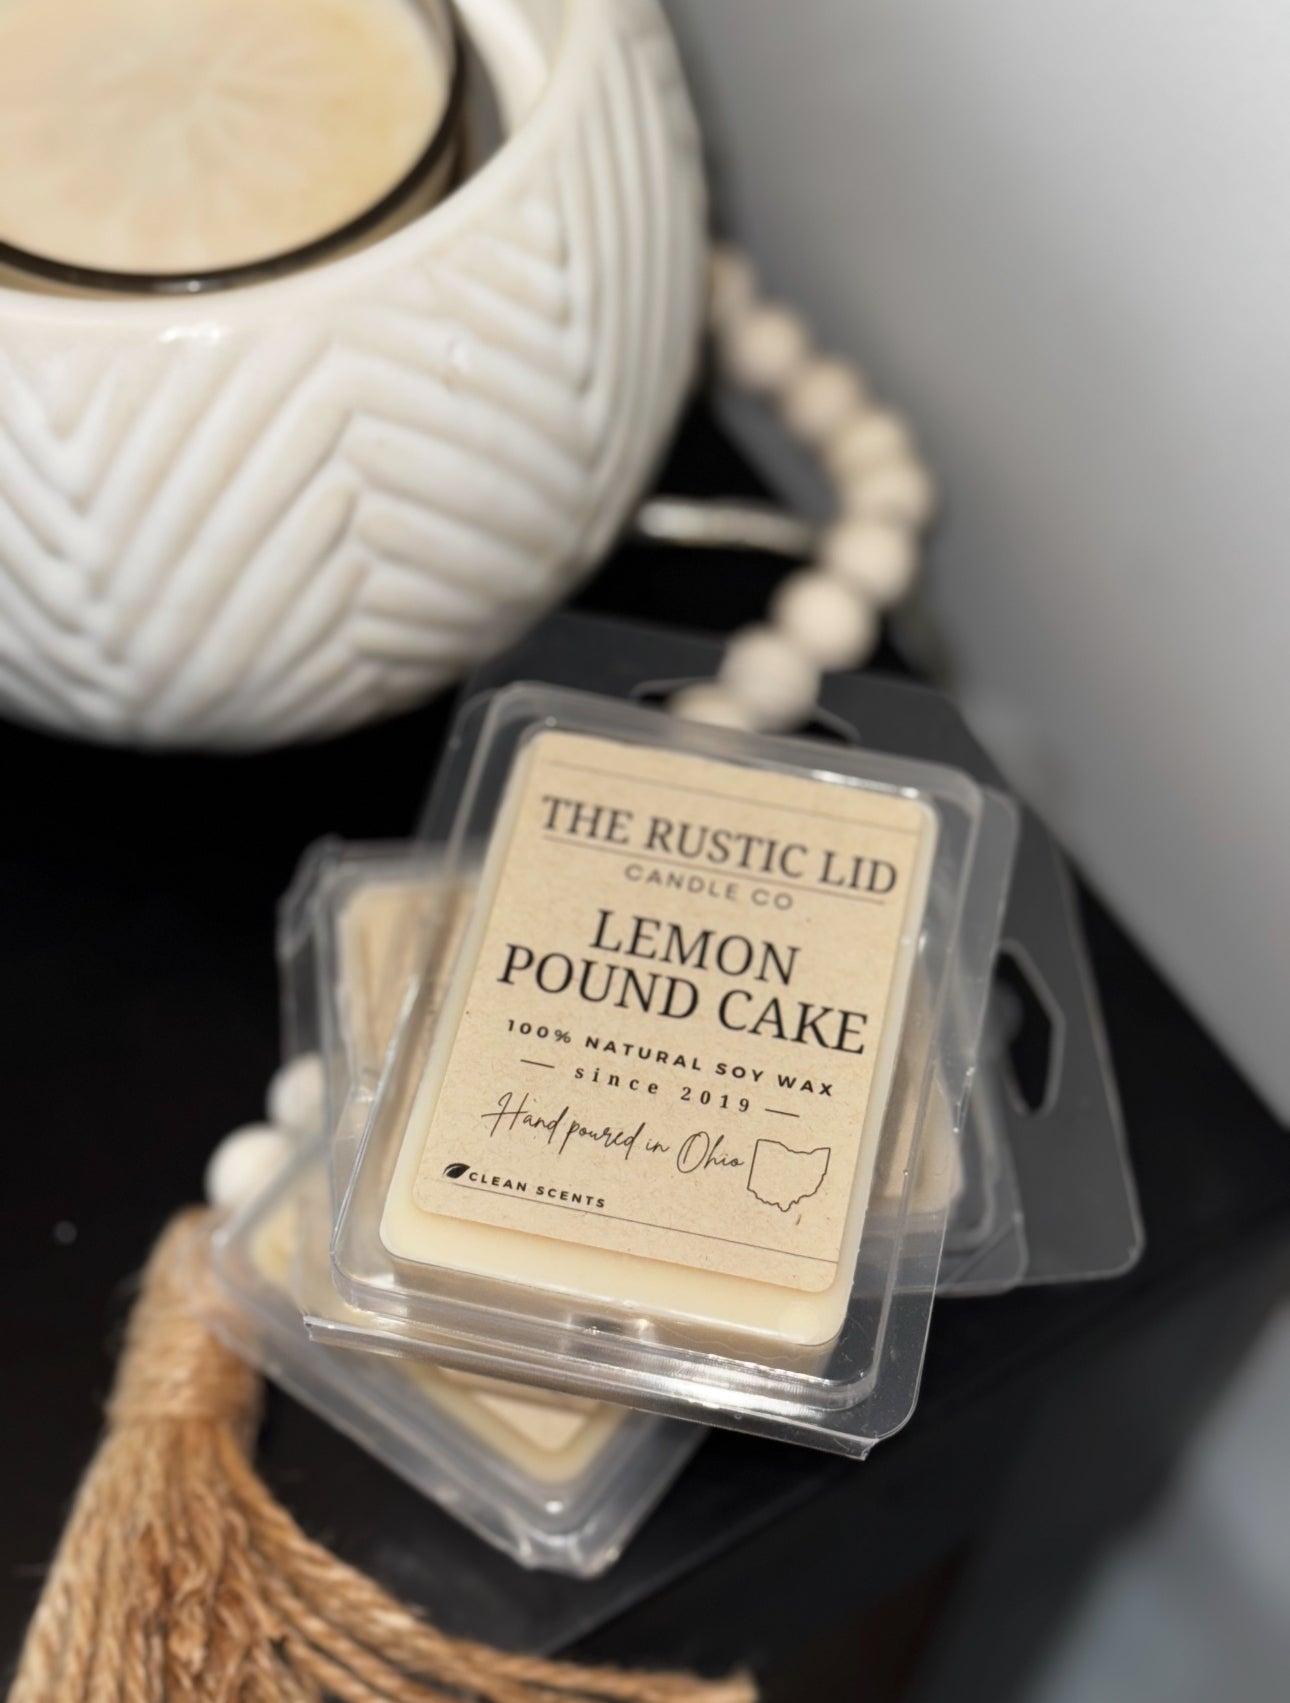 THE RUSTIC LID
CANDLE CO
LEMON
POUND CAKE
100% NATURAL SOY WAX
since 2019
Hand poured in Ohio
CLEAN SCENTS